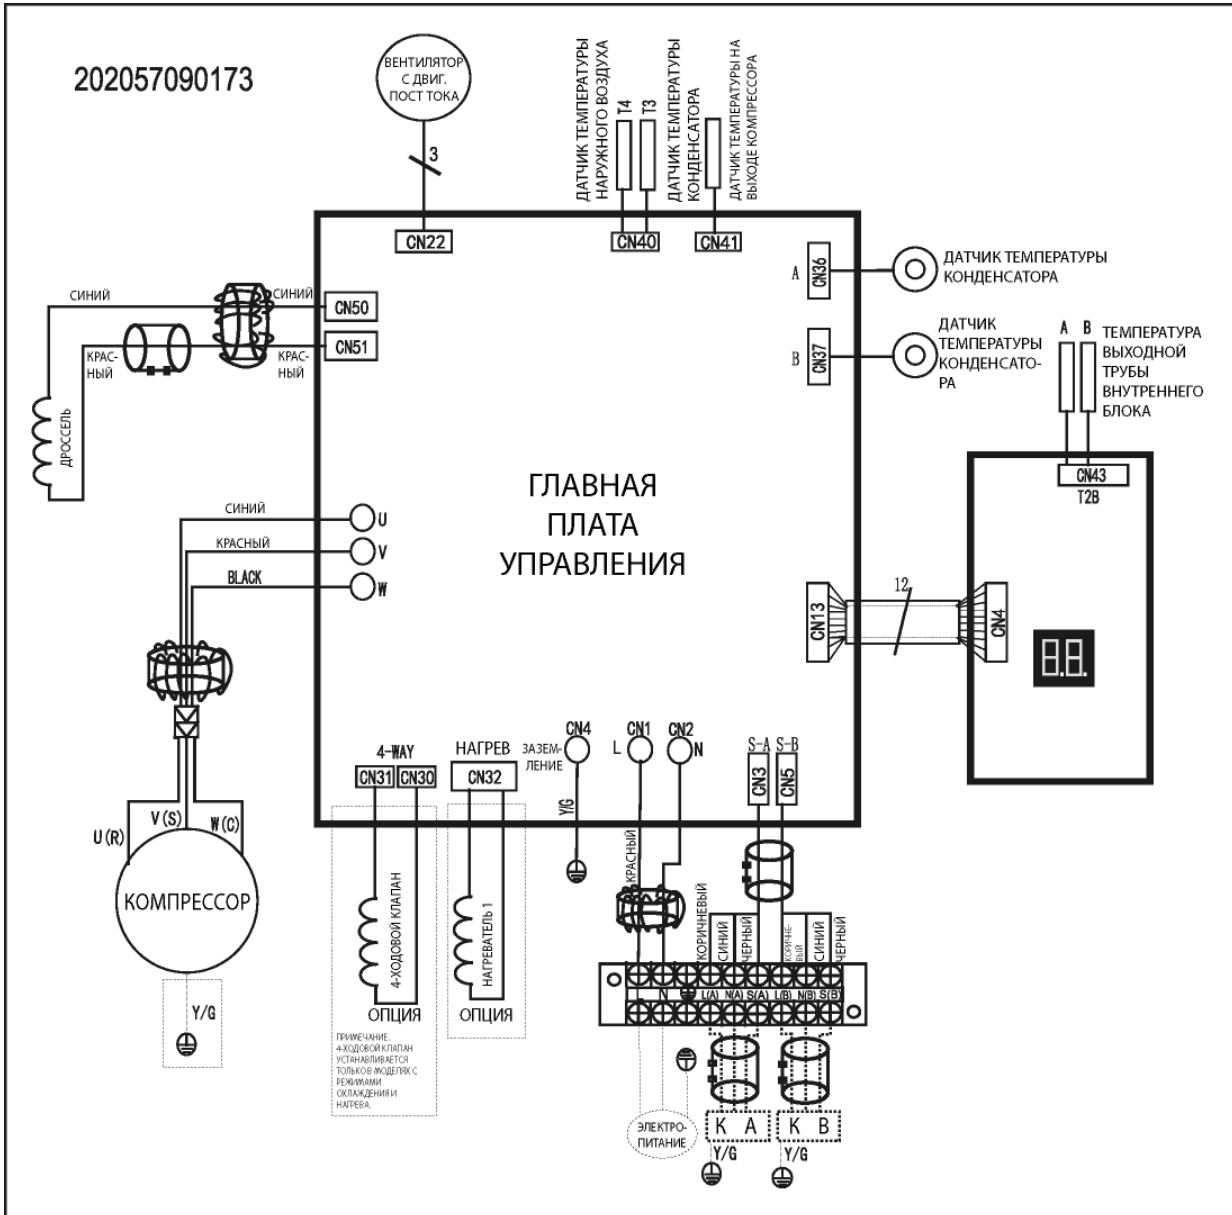 202057090173
ВЕНТИЛЯТОР
С ДВИГ.
ПОСТ ТОКА
3
CN22
ДАТЧИК ТЕМПЕРАТУРЫ
НАРУЖНОГО ВОЗДУХА
T4
T3
ДАТЧИК ТЕМПЕРАТУРЫ
КОНДЕНСАТОРА
ДАТЧИК ТЕМПЕРАТУРЫ НА
ВЫХОДЕ КОМПРЕССОРА
CN40
CN41
A
CN36
ДАТЧИК ТЕМПЕРАТУРЫ
КОНДЕНСАТОРА
B
CN37
ДАТЧИК
ТЕМПЕРАТУРЫ
КОНДЕНСАТО-
РА
A B
ТЕМПЕРАТУРА
ВЫХОДНОЙ
ТРУБЫ
ВНУТРЕННЕГО
БЛОКА
CN43
T2B
СИНИЙ
СИНИЙ
CN50
КРАС-
НЫЙ
КРАС-
НЫЙ
CN51
ДРОССЕЛЬ
ГЛАВНАЯ
ПЛАТА
УПРАВЛЕНИЯ
СИНИЙ
U
КРАСНЫЙ
V
BLACK
W
CN13
12
CN4
8.8.
4-WAY
CN31
CN30
НАГРЕВ
CN32
ЗАЗЕМ-
ЛЕНИЕ
CN4
Y/G
L
CN1
CN2
N
S-A
S-B
CN3
CN5
КРАСНЫЙ
U(R)
V(S)
W(C)
КОМПРЕССОР
Y/G
4-ХОДОВОЙ КЛАПАН
ОПЦИЯ
ПРИМЕЧАНИЕ.
4-ХОДОВОЙ КЛАПАН
УСТАНАВЛИВАЕТСЯ
ТОЛЬКО В МОДЕЛЯХ С
РЕЖИМАМИ
ОХЛАЖДЕНИЯ И
НАГРЕВА.
НАГРЕВАТЕЛЬ 1
ОПЦИЯ
КОРИЧНЕВЫЙ
СИНИЙ
ЧЕРНЫЙ
КОРИЧНЕ-
ВЫЙ
СИНИЙ
ЧЕРНЫЙ
N
L(A) N(A) S(A) L(B) N(B) S(B)
ЭЛЕКТРО-
ПИТАНИЕ
К А
К В
Y/G
Y/G